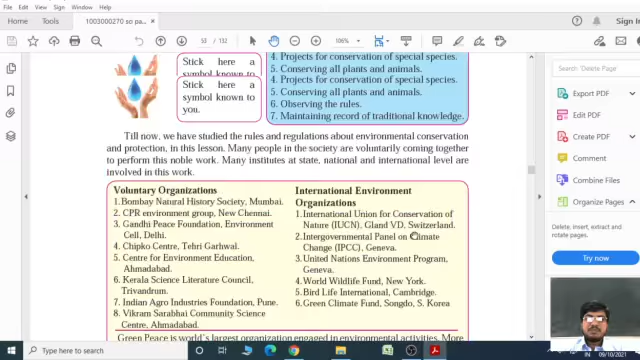 Home
Tools
1003000270 so pa...
53 / 132
106%
Stick here a
symbol known to
Stick here a
symbol known to
you.
4. Projects for conservation of special species.
5. Conserving all plants and animals.
4. Projects for conservation of special species.
5. Conserving all plants and animals.
6. Observing the rules.
7. Maintaining record of traditional knowledge.
Till now, we have studied the rules and regulations about environmental conservation
and protection, in this lesson. Many people in the society are voluntarily coming together
to perform this noble work. Many institutes at state, national and international level are
involved in this work.
Voluntary Organizations
1. Bombay Natural History Society, Mumbai.
2. CPR environment group, New Chennai.
3. Gandhi Peace Foundation, Environment
Cell, Delhi.
4. Chipko Centre, Tehri Garhwal.
5. Centre for Environment Education,
Ahmadabad.
6. Kerala Science Literature Council,
Trivandrum.
7. Indian Agro Industries Foundation, Pune.
8. Vikram Sarabhai Community Science
Centre, Ahmadabad.
International Environment
Organizations
1.International Union for Conservation of
Nature (IUCN), Gland VD, Switzerland.
2.Intergovernmental Panel on Climate
Change (IPCC), Geneva.
3.United Nations Environment Program,
Geneva.
4.World Wildlife Fund, New York.
5.Bird Life International, Cambridge.
6.Green Climate Fund, Songdo, S. Korea
Green Peace is world's largest organization engaged in environmental activities. More
Search 'Delete Page'
Export PDF
Edit PDF
Create PDF
Comment
Combine Files
Organize Pages
Delete, insert, extract and
rotate pages.
Try now
Type here to search
IN
09/10/2021